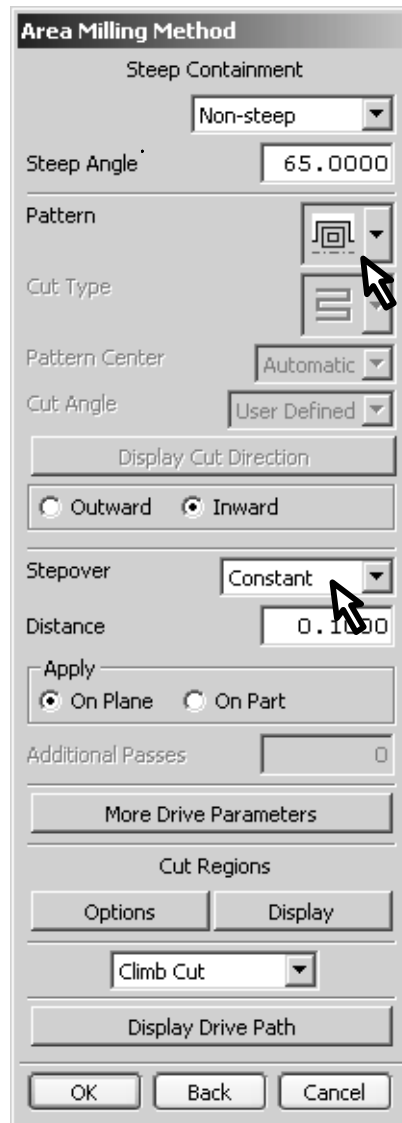 Area Milling Method
Steep Containment
Non-steep
Steep Angle 65.0000
Pattern
Cut Type
Pattern Center Automatic
Cut Angle User Defined
Display Cut Direction
Outward Inward
Stepover Constant
Distance 0.1000
Apply
On Plane On Part
Additional Passes 0
More Drive Parameters
Cut Regions
Options Display
Climb Cut
Display Drive Path
OK Back Cancel